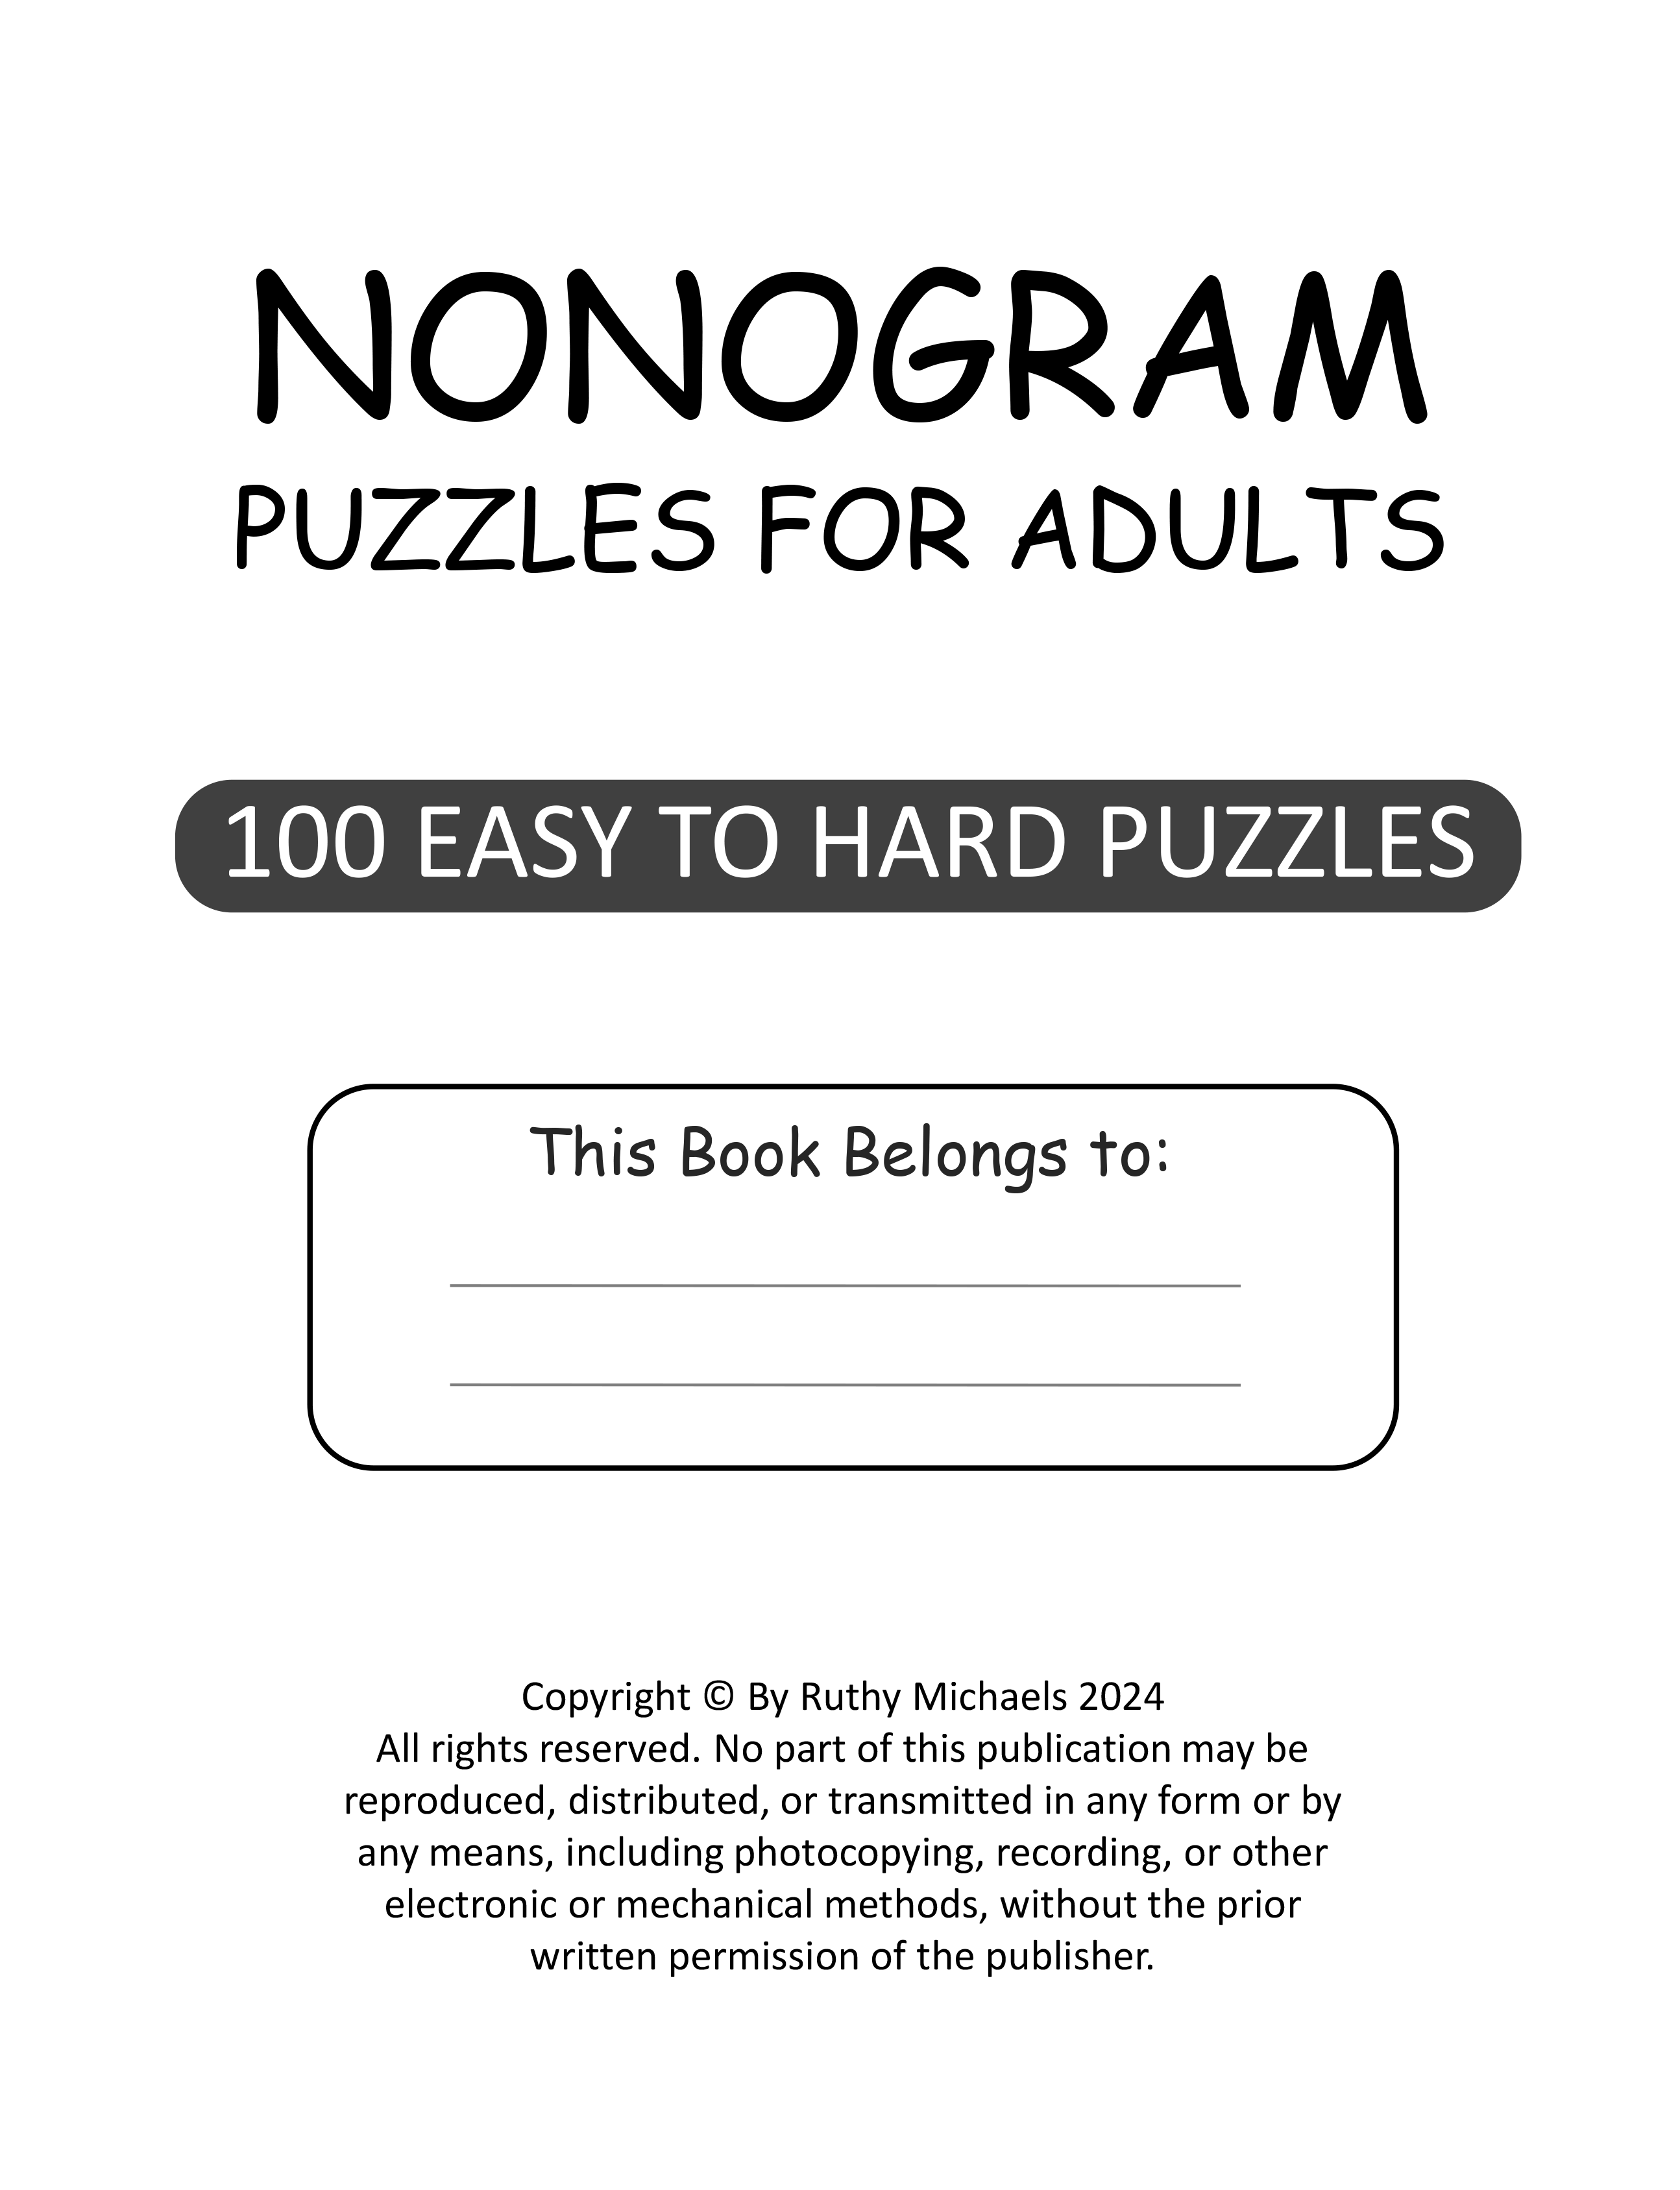 NONOGRAM
PUZZLES FOR ADULTS
100 EASY TO HARD PUZZLES
This Book Belongs to:
Copyright © By Ruthy Michaels 2024
All rights reserved. No part of this publication may be
reproduced, distributed, or transmitted in any form or by
any means, including photocopying, recording, or other
electronic or mechanical methods, without the prior
written permission of the publisher.